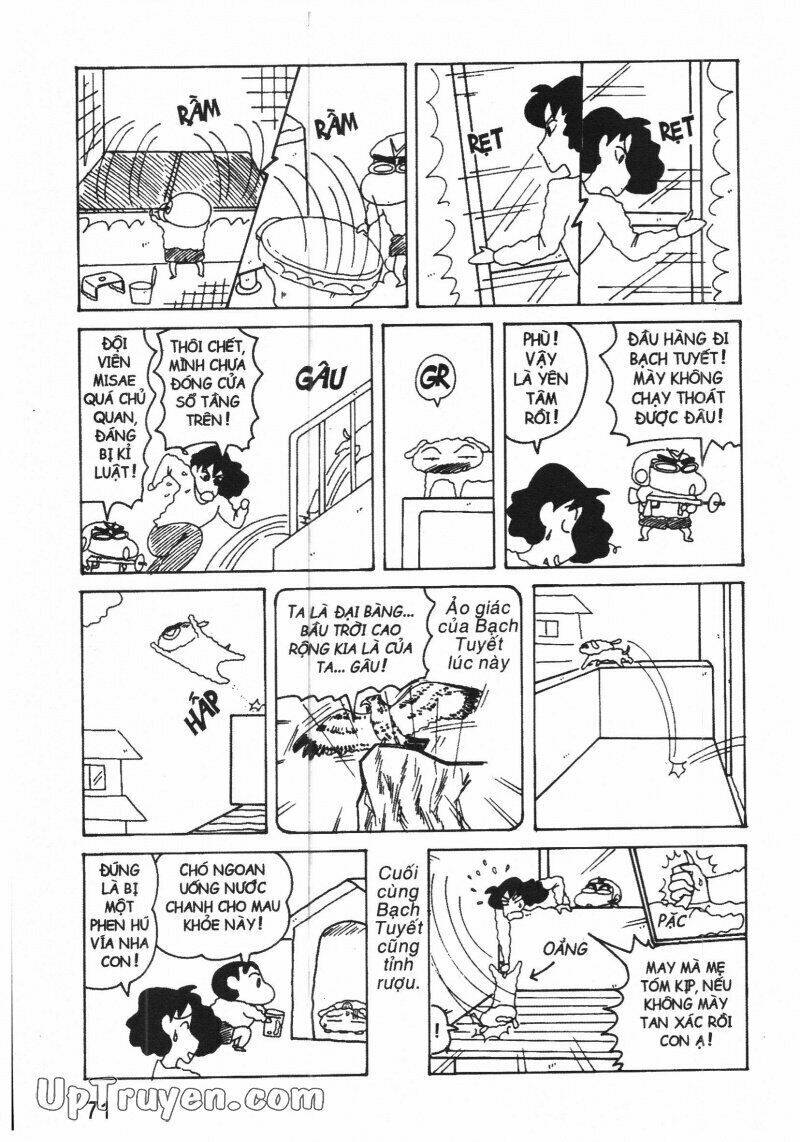 RẸT
RẸT
RẦM
RẦM
ĐẦU HÀNG ĐI
BẠCH TUYẾT!
MÀY KHÔNG
CHẠY THOÁT
ĐƯỢC ĐÂU!
PHÙ!
VẬY
LÀ YÊN
TÂM
RỒI!
GR
GÂU
THÔI CHẾT,
MÌNH CHƯA
ĐÓNG CỬA
SỔ TẦNG
TRÊN!
ĐỘI
VIÊN
MISAE
QUÁ CHỦ
QUAN,
ĐÁNG
BỊ KỈ
LUẬT!
Ảo giác
của Bạch
Tuyết
lúc này
TA LÀ ĐẠI BÀNG...
BẦU TRỜI CAO
RỘNG KIA LÀ CỦA
TA... GÂU!
HẤP
PẶC
MAY MÀ MẸ
TÓM KỊP, NẾU
KHÔNG MÀY
TAN XÁC RỒI
CON Ạ!
OẲNG
!
Cuối
cùng
Bạch
Tuyết
cũng
tỉnh
rượu.
CHÓ NGOAN
UỐNG NƯỚC
CHANH CHO MAU
KHỎE NÀY!
ĐÚNG
LÀ BỊ
MỘT
PHEN HÚ
VÍA NHA
CON!
71
UpTruyen.com